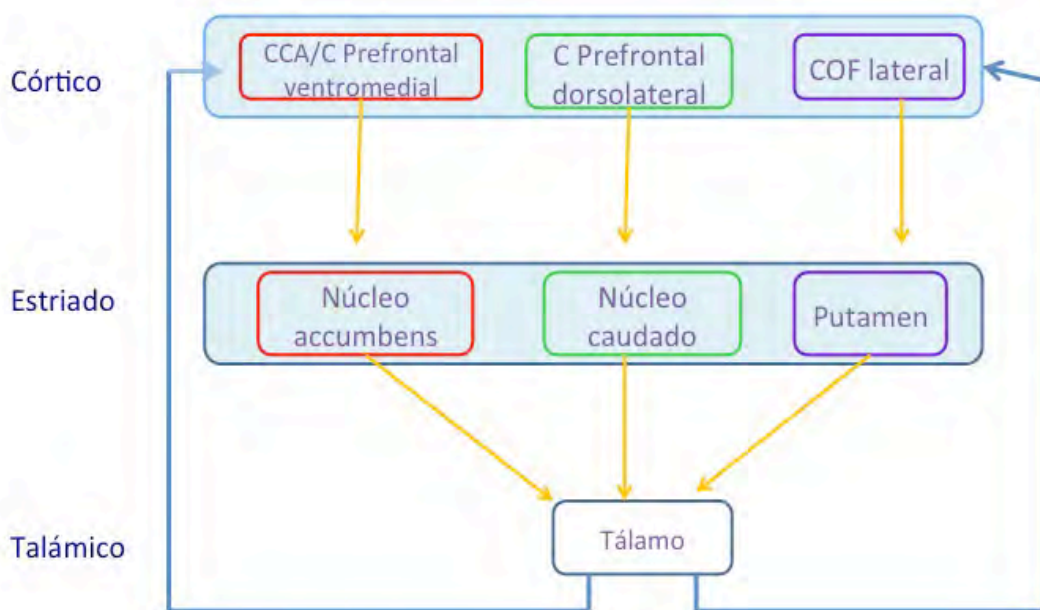 Córtico
CCA/C Prefrontal
ventromedial
C Prefrontal
dorsolateral
COF lateral
Estriado
Núcleo
accumbens
Núcleo
caudado
Putamen
Talámico
Tálamo